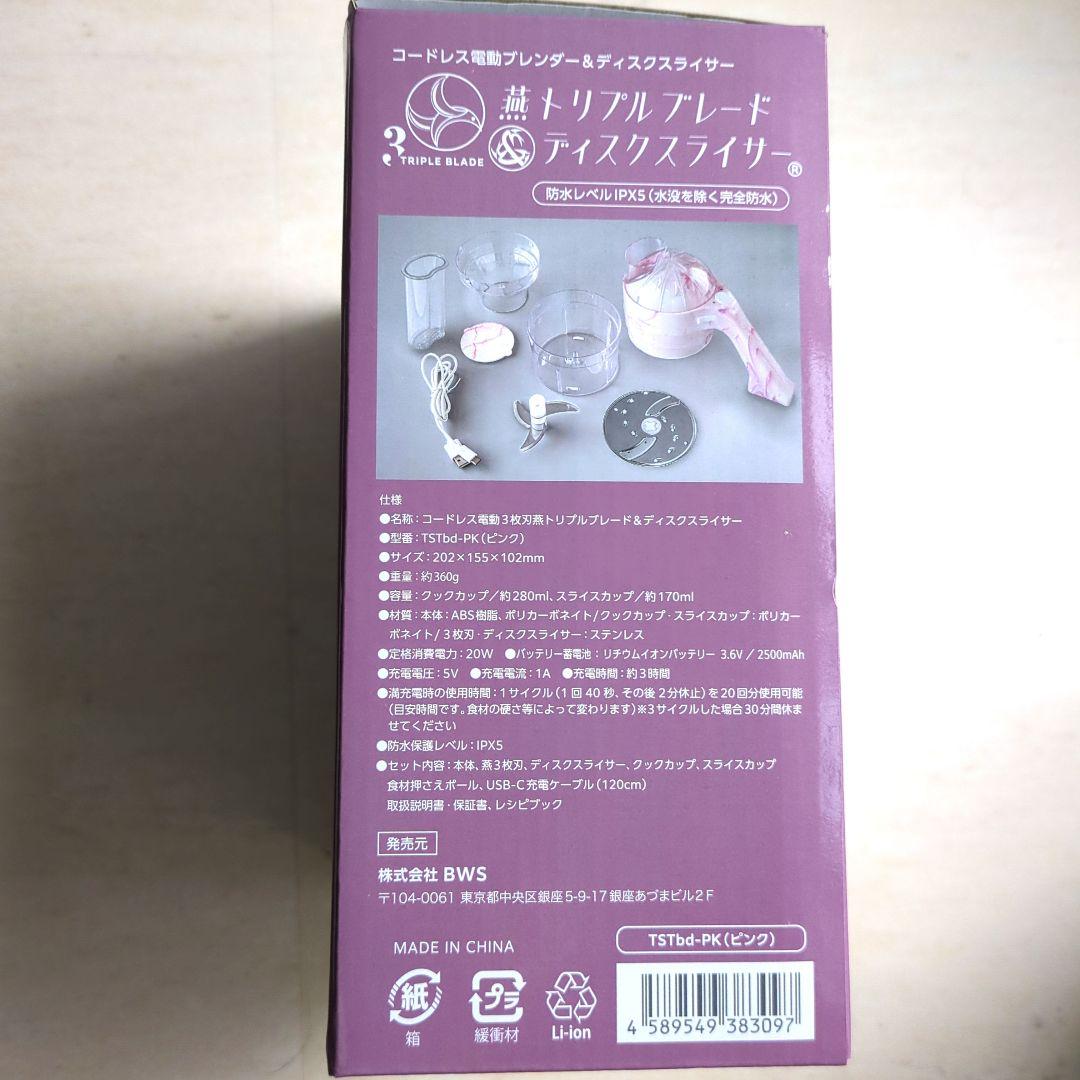 コードレス電動ブレンダー&ディスクスライサー
燕トリプルブレード
3 TRIPLE BLADE
&ディスクスライサー®
防水レベルIPX5(水没を除く完全防水)
仕様
●名称:コードレス電動3枚刃燕トリプルブレード&ディスクスライサー
●型番:TSTbd-PK(ピンク)
●サイズ:202×155×102mm
●重量:約360g
●容量:クックカップ/約280ml、スライスカップ/約170ml
●材質:本体:ABS樹脂、ポリカーボネイト/クックカップ・スライスカップ:ポリカー
ボネイト/3枚刃・ディスクスライサー:ステンレス
●定格消費電力:20W ●バッテリー蓄電池:リチウムイオンバッテリー 3.6V/2500mAh
●充電電圧:5V ●充電電流:1A ●充電時間:約3時間
●満充電時の使用時間:1サイクル(1回40秒、その後2分休止)を20回分使用可能
(目安時間です。食材の硬さ等によって変わります)※3サイクルした場合30分間休ま
せてください
●防水保護レベル:IPX5
●セット内容:本体、燕3枚刃、ディスクスライサー、クックカップ、スライスカップ
食材押さえポール、USB-C充電ケーブル(120cm)
取扱説明書・保証書、レシピブック
発売元
株式会社 BWS
〒104-0061 東京都中央区銀座5-9-17銀座あづまビル2F
MADE IN CHINA
TSTbd-PK(ピンク)
紙
箱
プラ
緩衝材
Li-ion
4 589549 383097